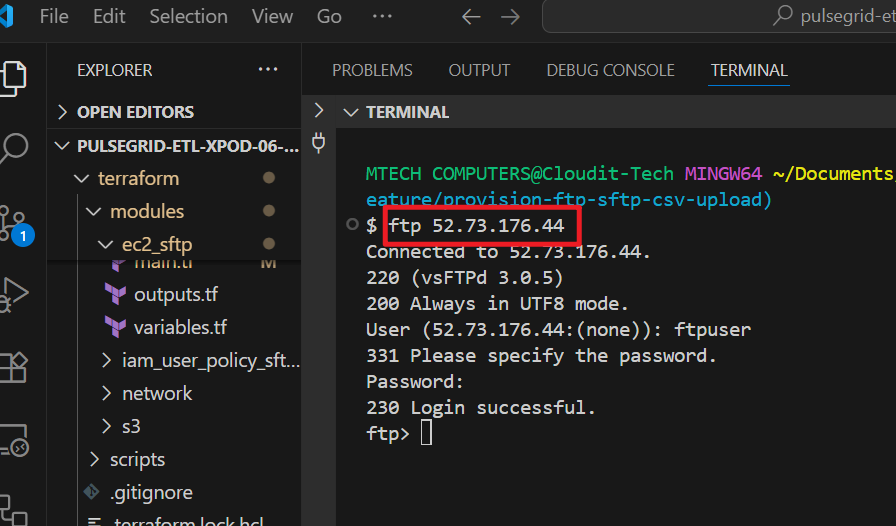 File Edit Selection View Go ··· ← → pulsegrid-et
EXPLORER ···
OPEN EDITORS
PULSEGRID-ETL-XPOD-06-...
terraform
modules
ec2_sftp
main.tf M
outputs.tf
variables.tf
iam_user_policy_sft...
network
s3
scripts
.gitignore
.terraform.lock.hcl
1
PROBLEMS OUTPUT DEBUG CONSOLE TERMINAL
TERMINAL
MTECH COMPUTERS@Cloudit-Tech MINGW64 ~/Documents/
eature/provision-ftp-sftp-csv-upload)
$ ftp 52.73.176.44
Connected to 52.73.176.44.
220 (vsFTPd 3.0.5)
200 Always in UTF8 mode.
User (52.73.176.44:(none)): ftpuser
331 Please specify the password.
Password:
230 Login successful.
ftp>